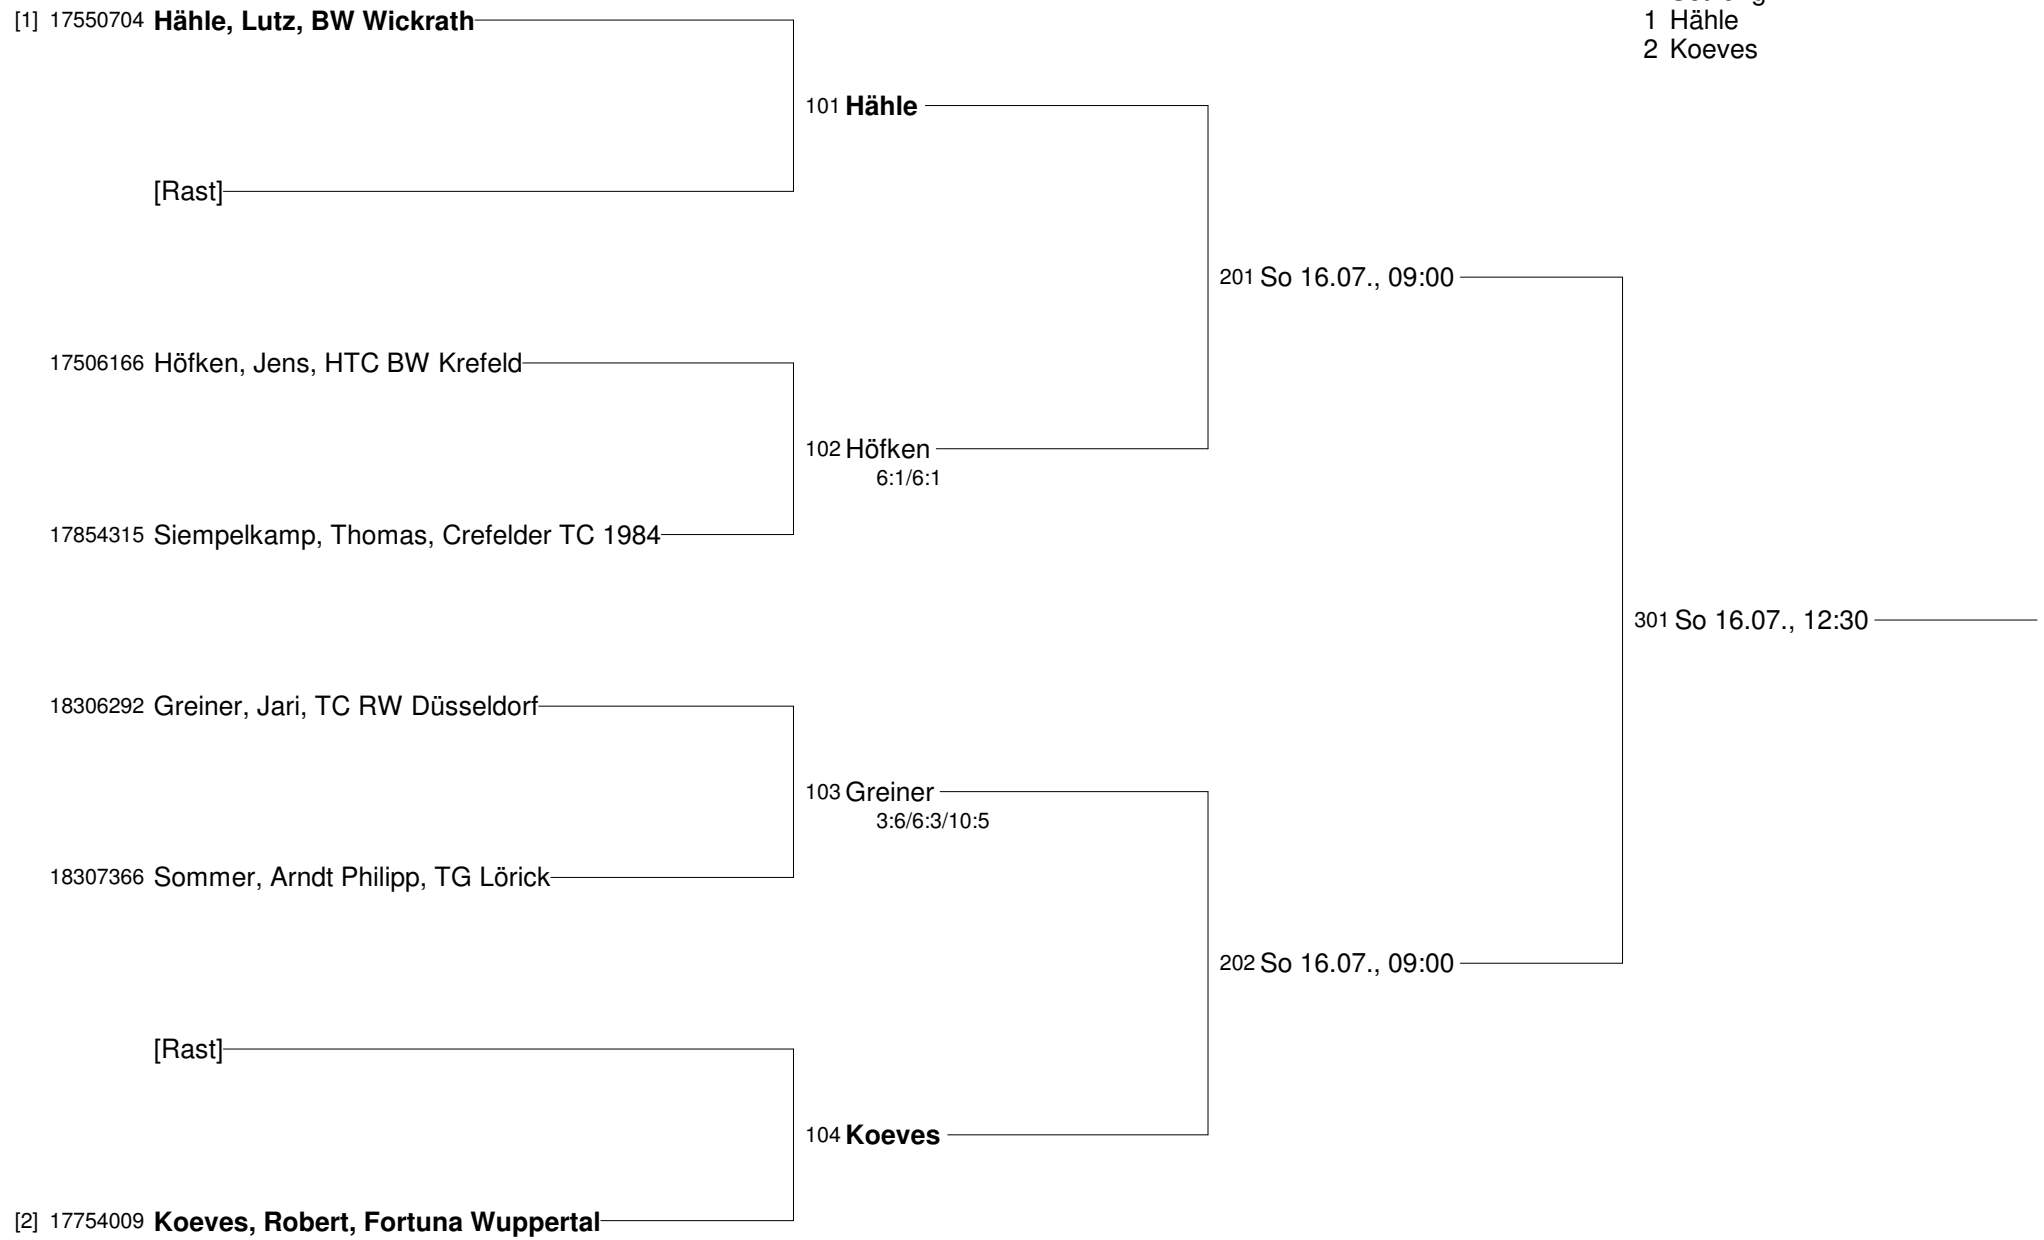 [1] 17550704 Hähle, Lutz, BW Wickrath
1 Hähle
2 Koeves
101 Hähle
[Rast]
201 So 16.07., 09:00
17506166 Höfken, Jens, HTC BW Krefeld
102 Höfken
6:1/6:1
17854315 Siempelkamp, Thomas, Crefelder TC 1984
301 So 16.07., 12:30
18306292 Greiner, Jari, TC RW Düsseldorf
103 Greiner
3:6/6:3/10:5
18307366 Sommer, Arndt Philipp, TG Lörick
202 So 16.07., 09:00
[Rast]
104 Koeves
[2] 17754009 Koeves, Robert, Fortuna Wuppertal